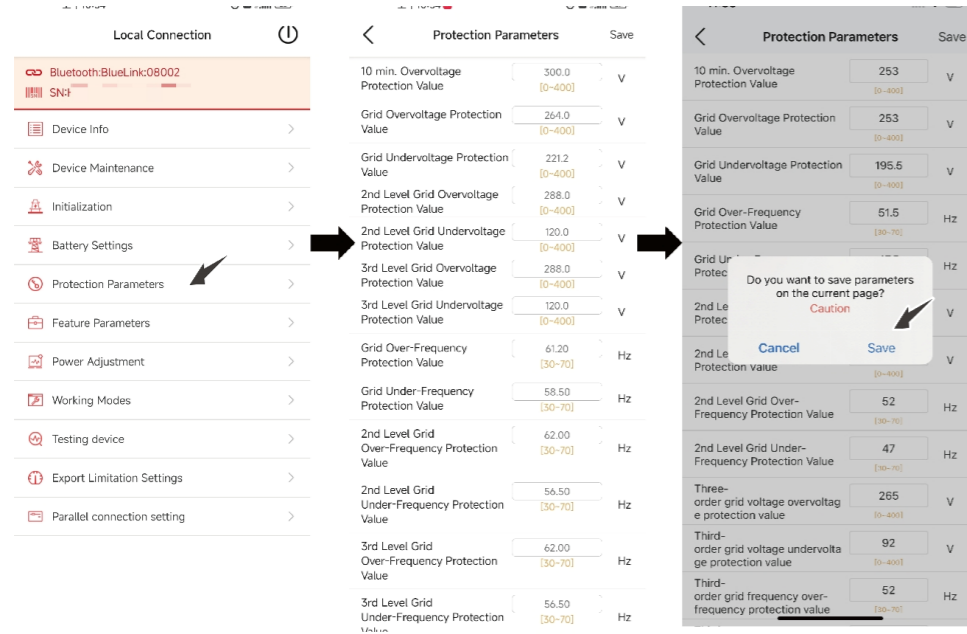 Local Connection
Bluetooth:BlueLink:08002
SN:
Device Info
Device Maintenance
Initialization
Battery Settings
Protection Parameters
Feature Parameters
Power Adjustment
Working Modes
Testing device
Export Limitation Settings
Parallel connection setting
Protection Parameters Save
10 min. Overvoltage
Protection Value
300.0
[0~400]
V
Grid Overvoltage Protection
Value
264.0
[0~400]
V
Grid Undervoltage Protection
Value
221.2
[0~400]
V
2nd Level Grid Overvoltage
Protection Value
288.0
[0~400]
V
2nd Level Grid Undervoltage
Protection Value
120.0
[0~400]
V
3rd Level Grid Overvoltage
Protection Value
288.0
[0~400]
V
3rd Level Grid Undervoltage
Protection Value
120.0
[0~400]
V
Grid Over-Frequency
Protection Value
61.20
[30~70]
Hz
Grid Under-Frequency
Protection Value
58.50
[30~70]
Hz
2nd Level Grid
Over-Frequency Protection
Value
62.00
[30~70]
Hz
2nd Level Grid
Under-Frequency Protection
Value
56.50
[30~70]
Hz
3rd Level Grid
Over-Frequency Protection
Value
62.00
[30~70]
Hz
3rd Level Grid
Under-Frequency Protection
Value
56.50
[30~70]
Hz
Protection Parameters Save
10 min. Overvoltage
Protection Value
253
[0~400]
V
Grid Overvoltage Protection
Value
253
[0~400]
V
Grid Undervoltage Protection
Value
195.5
[0~400]
V
Grid Over-Frequency
Protection Value
51.5
[30~70]
Hz
Grid
Protec
Hz
Do you want to save parameters
on the current page?
Caution
Cancel Save
2nd Le
Protec
V
2nd Le
Protection Value
[0~400]
V
2nd Level Grid Over-
Frequency Protection Value
52
[30~70]
Hz
2nd Level Grid Under-
Frequency Protection Value
47
[30~70]
Hz
Three-
order grid voltage overvoltag
e protection value
265
[0~400]
V
Third-
order grid voltage undervolta
ge protection value
92
[0~400]
V
Third-
order grid frequency over-
frequency protection value
52
[30~70]
Hz